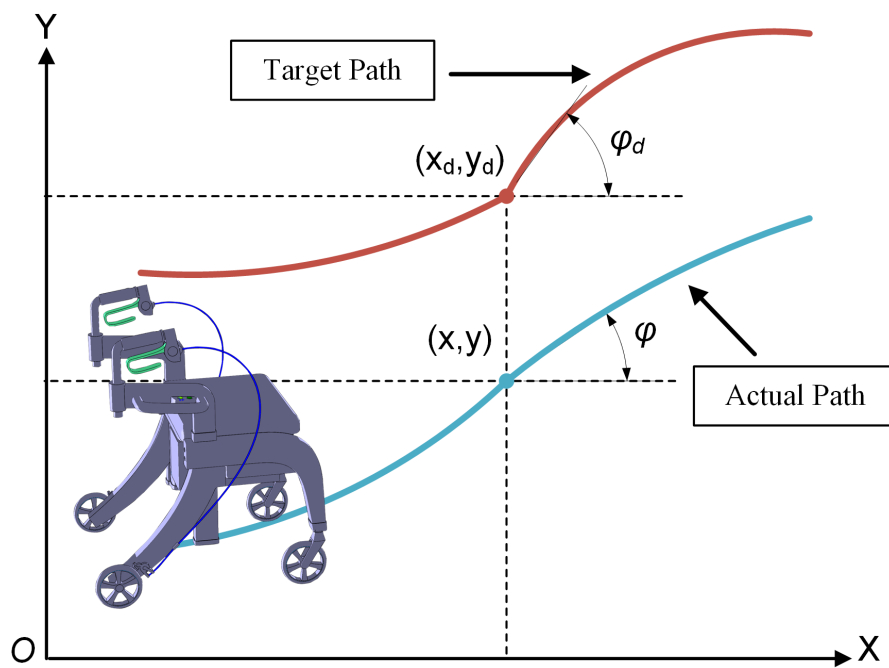 Y
Target Path
φd
(xd,yd)
(x,y)
φ
Actual Path
O
X